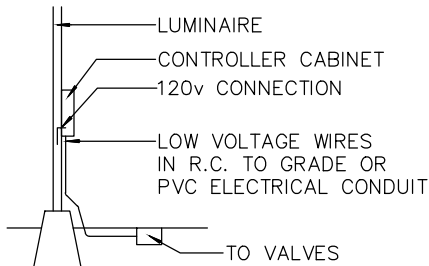 LUMINAIRE
CONTROLLER CABINET
120v CONNECTION
LOW VOLTAGE WIRES
IN R.C. TO GRADE OR
PVC ELECTRICAL CONDUIT
TO VALVES